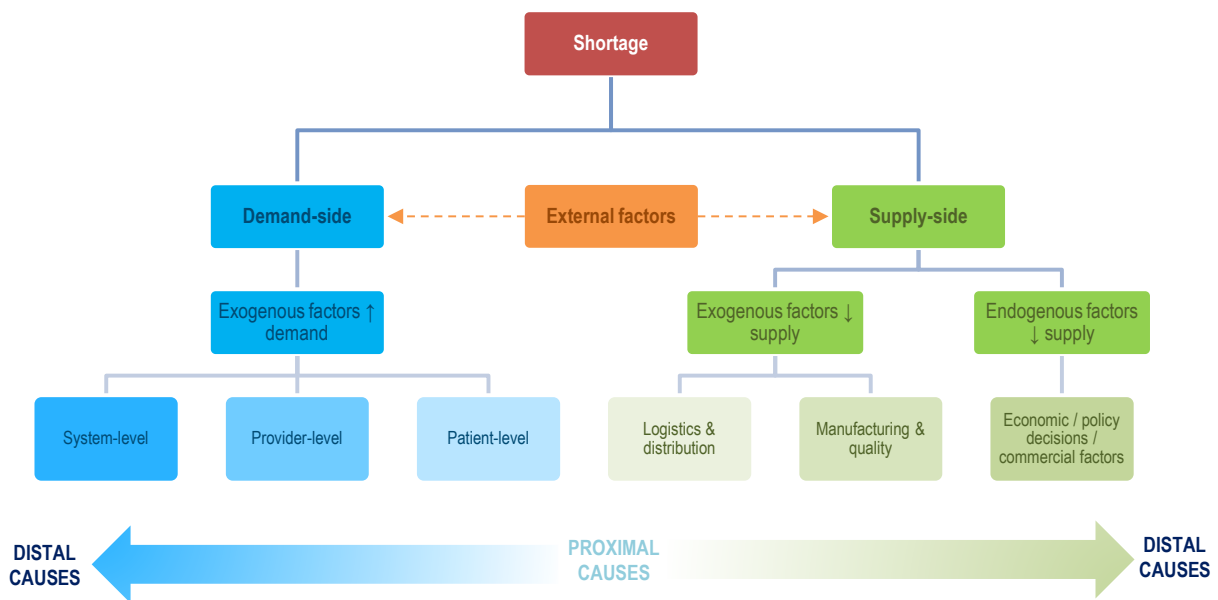 Shortage
Demand-side
External factors
Supply-side
Exogenous factors ↑
demand
Exogenous factors ↓
supply
Endogenous factors
↓ supply
System-level
Provider-level
Patient-level
Logistics &
distribution
Manufacturing &
quality
Economic / policy
decisions /
commercial factors
DISTAL
CAUSES
PROXIMAL
CAUSES
DISTAL
CAUSES